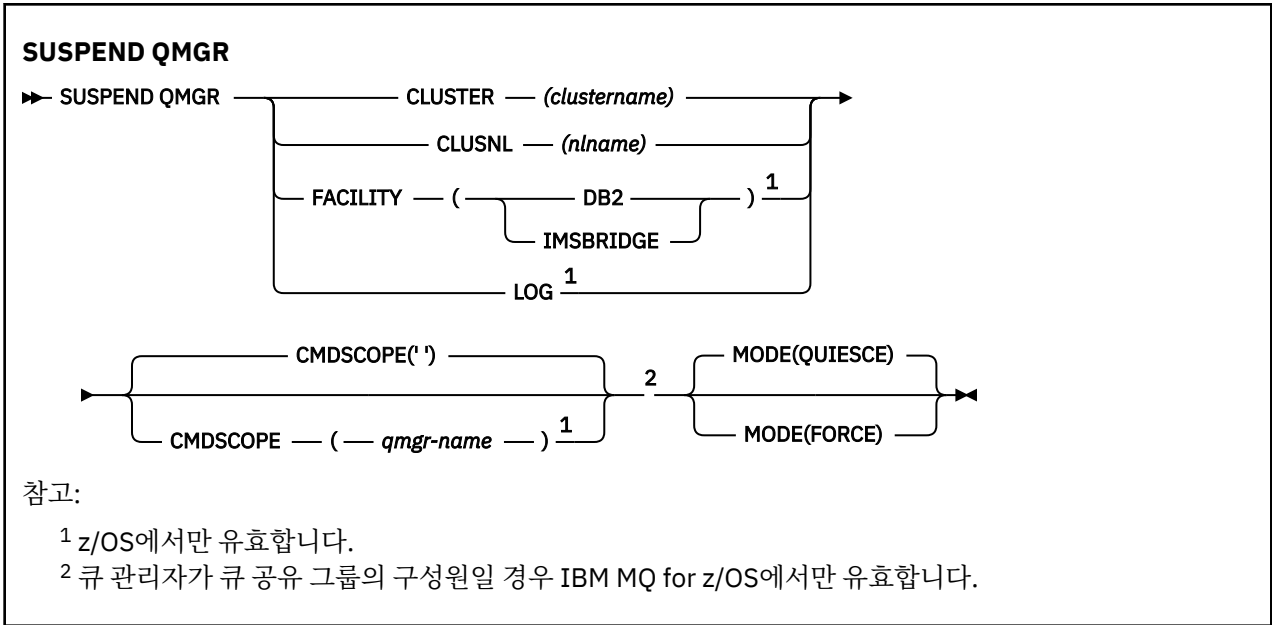 SUSPEND QMGR
SUSPEND QMGR CLUSTER (clustername)
CLUSNL (nlname)
FACILITY ( DB2 ) 1
IMSBRIDGE
LOG 1
CMDSCOPE(' ') 2 MODE(QUIESCE)
CMDSCOPE ( qmgr-name ) 1 MODE(FORCE)
참고:
1 z/OS에서만 유효합니다.
2 큐 관리자가 큐 공유 그룹의 구성원일 경우 IBM MQ for z/OS에서만 유효합니다.